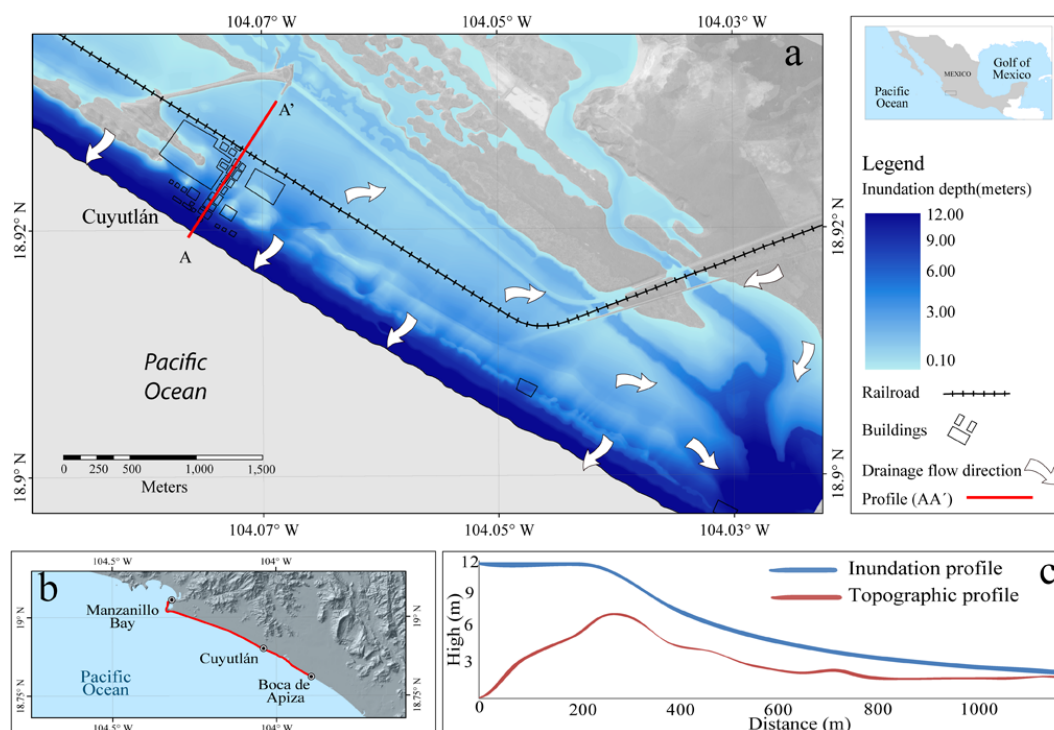 104.07° W
104.05° W
104.03° W
a
A'
Cuyutlán
A
18.92° N
18.92° N
Pacific
Ocean
0 250 500 1,000 1,500
Meters
18.9° N
18.9° N
104.07° W
104.05° W
104.03° W
MEXICO
Gulf of
Mexico
Pacific
Ocean
Legend
Inundation depth(meters)
12.00
9.00
6.00
3.00
0.10
Railroad
Buildings
Drainage flow direction
Profile (AA´)
b
104.5° W
104° W
Manzanillo
Bay
19° N
19° N
Cuyutlán
Pacific
Ocean
Boca de
Apiza
18.75° N
18.75° N
104.5° W
104° W
c
High (m)
12
9
6
3
Inundation profile
Topographic profile
0 200 400 600 800 1000
Distance (m)